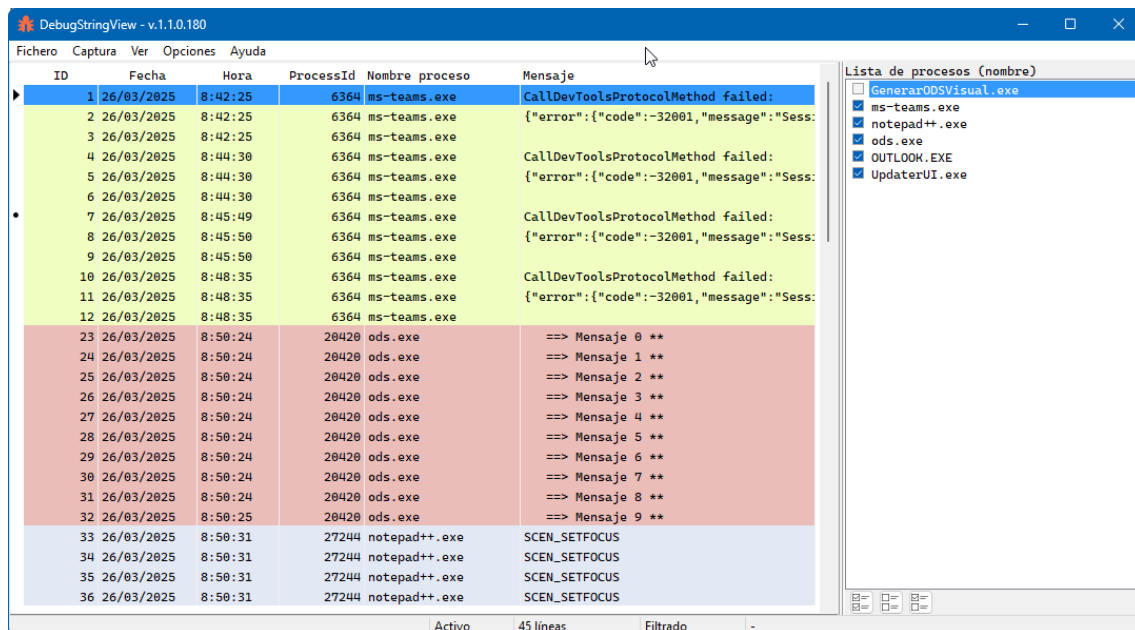 DebugStringView - v.1.1.0.180
Fichero Captura Ver Opciones Ayuda
ID Fecha Hora ProcessId Nombre proceso Mensaje
1 26/03/2025 8:42:25 6364 ms-teams.exe CallDevToolsProtocolMethod failed:
2 26/03/2025 8:42:25 6364 ms-teams.exe {"error":{"code":-32001,"message":"Sess
3 26/03/2025 8:42:25 6364 ms-teams.exe
4 26/03/2025 8:44:30 6364 ms-teams.exe CallDevToolsProtocolMethod failed:
5 26/03/2025 8:44:30 6364 ms-teams.exe {"error":{"code":-32001,"message":"Sess
6 26/03/2025 8:44:30 6364 ms-teams.exe
7 26/03/2025 8:45:49 6364 ms-teams.exe CallDevToolsProtocolMethod failed:
8 26/03/2025 8:45:50 6364 ms-teams.exe {"error":{"code":-32001,"message":"Sess
9 26/03/2025 8:45:50 6364 ms-teams.exe
10 26/03/2025 8:48:35 6364 ms-teams.exe CallDevToolsProtocolMethod failed:
11 26/03/2025 8:48:35 6364 ms-teams.exe {"error":{"code":-32001,"message":"Sess
12 26/03/2025 8:48:35 6364 ms-teams.exe
23 26/03/2025 8:50:24 20420 ods.exe ==> Mensaje 0 **
24 26/03/2025 8:50:24 20420 ods.exe ==> Mensaje 1 **
25 26/03/2025 8:50:24 20420 ods.exe ==> Mensaje 2 **
26 26/03/2025 8:50:24 20420 ods.exe ==> Mensaje 3 **
27 26/03/2025 8:50:24 20420 ods.exe ==> Mensaje 4 **
28 26/03/2025 8:50:24 20420 ods.exe ==> Mensaje 5 **
29 26/03/2025 8:50:24 20420 ods.exe ==> Mensaje 6 **
30 26/03/2025 8:50:24 20420 ods.exe ==> Mensaje 7 **
31 26/03/2025 8:50:24 20420 ods.exe ==> Mensaje 8 **
32 26/03/2025 8:50:25 20420 ods.exe ==> Mensaje 9 **
33 26/03/2025 8:50:31 27244 notepad++.exe SCEN_SETFOCUS
34 26/03/2025 8:50:31 27244 notepad++.exe SCEN_SETFOCUS
35 26/03/2025 8:50:31 27244 notepad++.exe SCEN_SETFOCUS
36 26/03/2025 8:50:31 27244 notepad++.exe SCEN_SETFOCUS
Lista de procesos (nombre)
GenerarODSVisual.exe
ms-teams.exe
notepad++.exe
ods.exe
OUTLOOK.EXE
UpdaterUI.exe
Activo 45 líneas Filtrado -